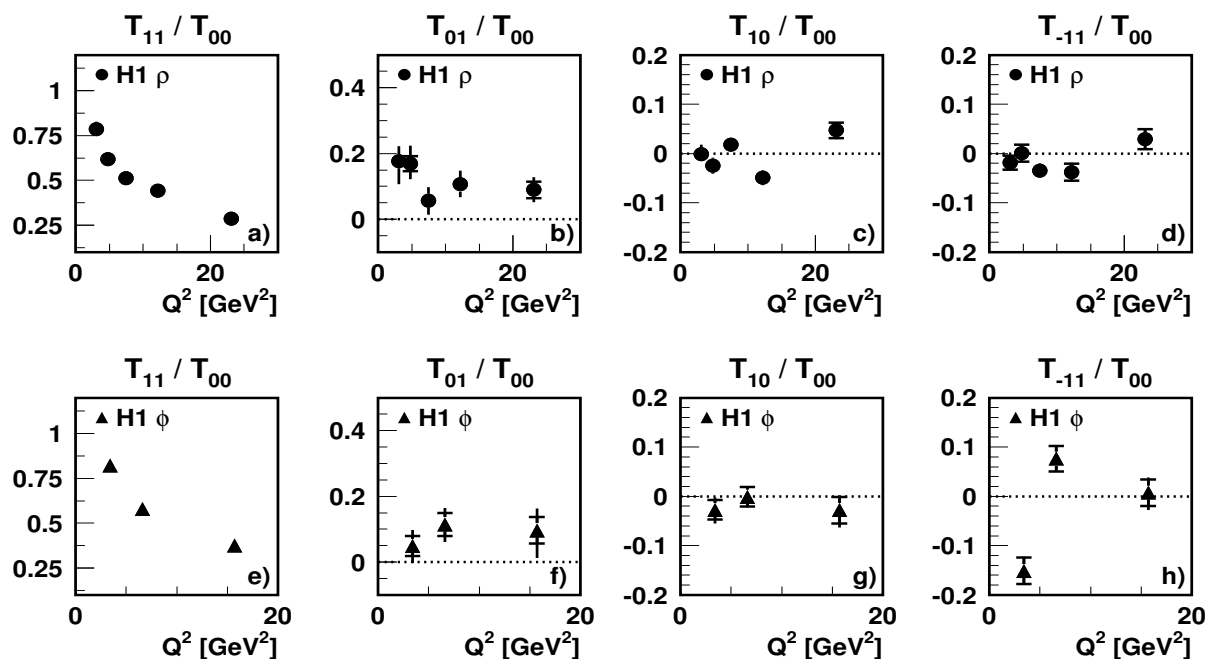 T11 / T00
T01 / T00
T10 / T00
T-11 / T00
H1 ρ
1
0.75
0.5
0.25
a)
0
20
Q2 [GeV2]
H1 ρ
0.4
0.2
0
b)
0
20
Q2 [GeV2]
H1 ρ
0.2
0.1
0
-0.1
-0.2
c)
0
20
Q2 [GeV2]
H1 ρ
0.2
0.1
0
-0.1
-0.2
d)
0
20
Q2 [GeV2]
T11 / T00
T01 / T00
T10 / T00
T-11 / T00
H1 ϕ
1
0.75
0.5
0.25
e)
0
10
20
Q2 [GeV2]
H1 ϕ
0.4
0.2
0
f)
0
10
20
Q2 [GeV2]
H1 ϕ
0.2
0.1
0
-0.1
-0.2
g)
0
10
20
Q2 [GeV2]
H1 ϕ
0.2
0.1
0
-0.1
-0.2
h)
0
10
20
Q2 [GeV2]